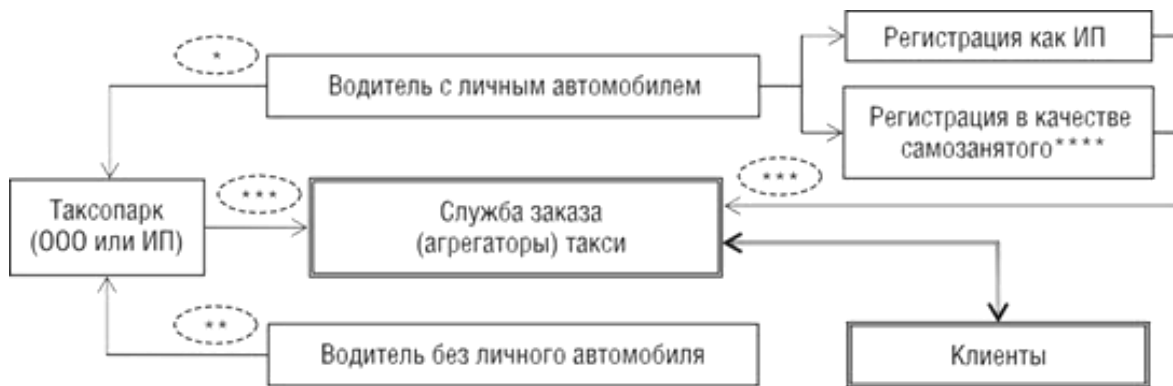 *
Водитель с личным автомобилем
Регистрация как ИП
Регистрация в качестве
самозанятого****
Таксопарк
(ООО или ИП)
***
Служба заказа
(агрегаторы) такси
***
**
Водитель без личного автомобиля
Клиенты